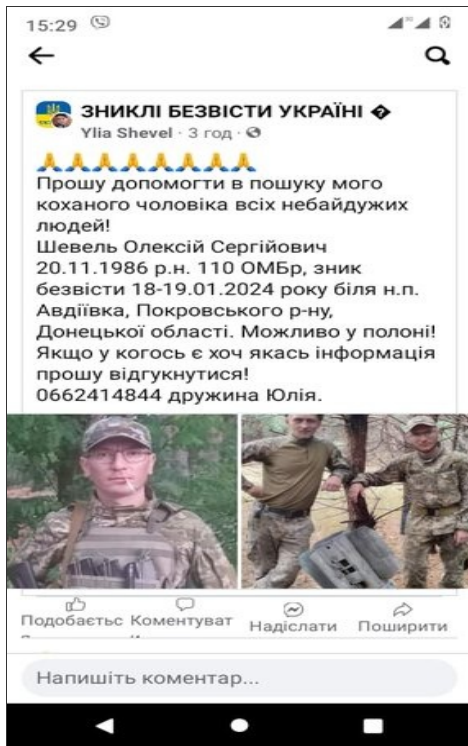 15:29
ЗНИКЛІ БЕЗВІСТИ УКРАЇНІ
Ylia Shevel · 3 год ·
Прошу допомогти в пошуку мого
коханого чоловіка всіх небайдужих
людей!
Шевель Олексій Сергійович
20.11.1986 р.н. 110 ОМБр, зник
безвісти 18-19.01.2024 року біля н.п.
Авдіївка, Покровського р-ну,
Донецької області. Можливо у полоні!
Якщо у когось є хоч якась інформація
прошу відгукнутися!
0662414844 дружина Юлія.
Подобаєтьс Коментуват Надіслати Поширити
Напишіть коментар...